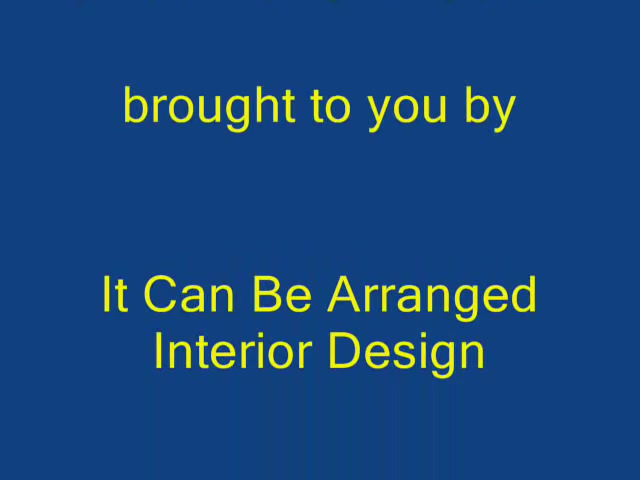 brought to you by
It Can Be Arranged
Interior Design